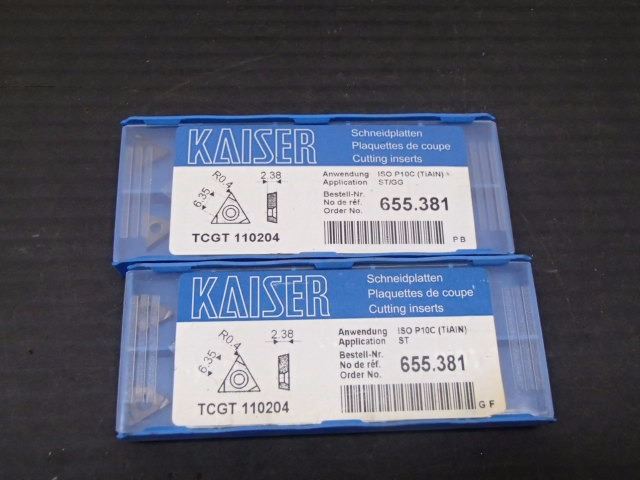 KAISER
Schneidplatten
Plaquettes de coupe
Cutting inserts
R0.4
2.38
6.35
Anwendung ISO P10C (TiAlN)
Application ST/GG
Bestell-Nr.
No de réf.
Order No.
655.381
TCGT 110204
PB
KAISER
Schneidplatten
Plaquettes de coupe
Cutting inserts
R0.4
2.38
6.35
Anwendung ISO P10C (TiAlN)
Application ST
Bestell-Nr.
No de réf.
Order No.
655.381
TCGT 110204
GF